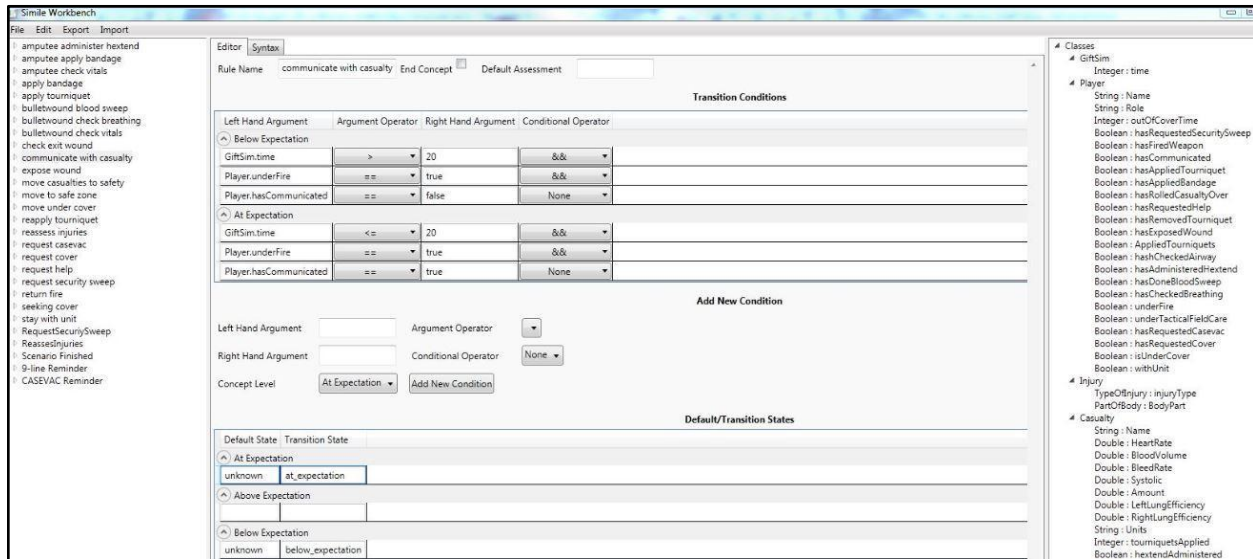 Simile Workbench
File Edit Export Import
amputee administer hextend
amputee apply bandage
amputee check vitals
apply bandage
apply tourniquet
bulletwound blood sweep
bulletwound check breathing
bulletwound check vitals
check exit wound
communicate with casualty
expose wound
move casualties to safety
move to safe zone
move under cover
reapply tourniquet
reassess injuries
request casevac
request cover
request help
request security sweep
return fire
seeking cover
stay with unit
RequestSecuriySweep
ReassesInjuries
Scenario Finished
9-line Reminder
CASEVAC Reminder
Editor Syntax
Rule Name communicate with casualty End Concept Default Assessment
Transition Conditions
Left Hand Argument Argument Operator Right Hand Argument Conditional Operator
Below Expectation
GiftSim.time > 20 &&
Player.underFire == true &&
Player.hasCommunicated == false None
At Expectation
GiftSim.time <= 20 &&
Player.underFire == true &&
Player.hasCommunicated == true None
Add New Condition
Left Hand Argument Argument Operator
Right Hand Argument Conditional Operator None
Concept Level At Expectation Add New Condition
Default/Transition States
Default State Transition State
At Expectation
unknown at_expectation
Above Expectation
Below Expectation
unknown below_expectation
Classes
GiftSim
Integer : time
Player
String : Name
String : Role
Integer : outOfCoverTime
Boolean : hasRequestedSecuritySweep
Boolean : hasFiredWeapon
Boolean : hasCommunicated
Boolean : hasAppliedTourniquet
Boolean : hasAppliedBandage
Boolean : hasRolledCasualtyOver
Boolean : hasRequestedHelp
Boolean : hasRemovedTourniquet
Boolean : hasExposedWound
Boolean : AppliedTourniquets
Boolean : hashCheckedAirway
Boolean : hasAdministeredHextend
Boolean : hasDoneBloodSweep
Boolean : hasCheckedBreathing
Boolean : underFire
Boolean : underTacticalFieldCare
Boolean : hasRequestedCasevac
Boolean : hasRequestedCover
Boolean : isUnderCover
Boolean : withUnit
Injury
TypeOfInjury : injuryType
PartOfBody : BodyPart
Casualty
String : Name
Double : HeartRate
Double : BloodVolume
Double : BleedRate
Double : Systolic
Double : Amount
Double : LeftLungEfficiency
Double : RightLungEfficiency
String : Units
Integer : tourniquetsApplied
Boolean : hextendAdministered